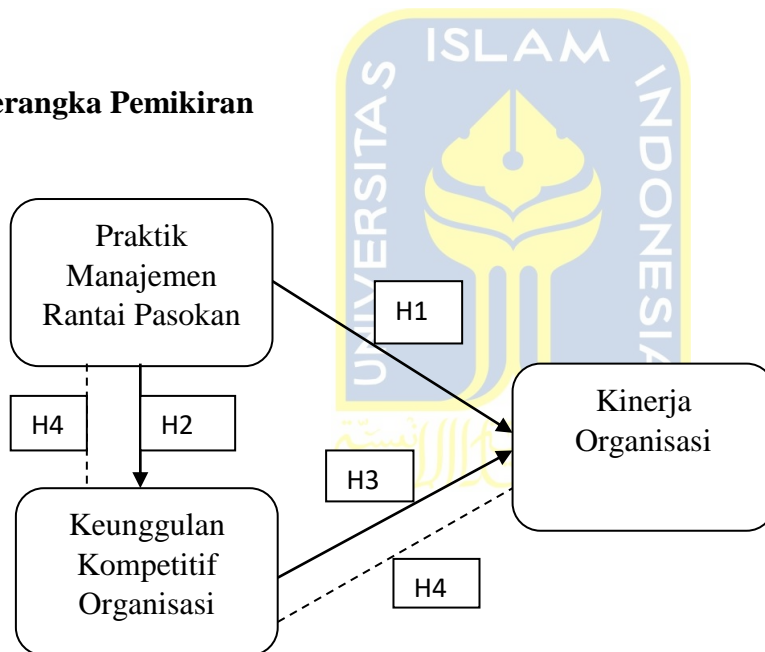 ISLAM
UNIVERSITAS
INDONESIA
erangka Pemikiran
Praktik
Manajemen
Rantai Pasokan
H1
H4
H2
Kinerja
Organisasi
H3
Keunggulan
Kompetitif
Organisasi
H4